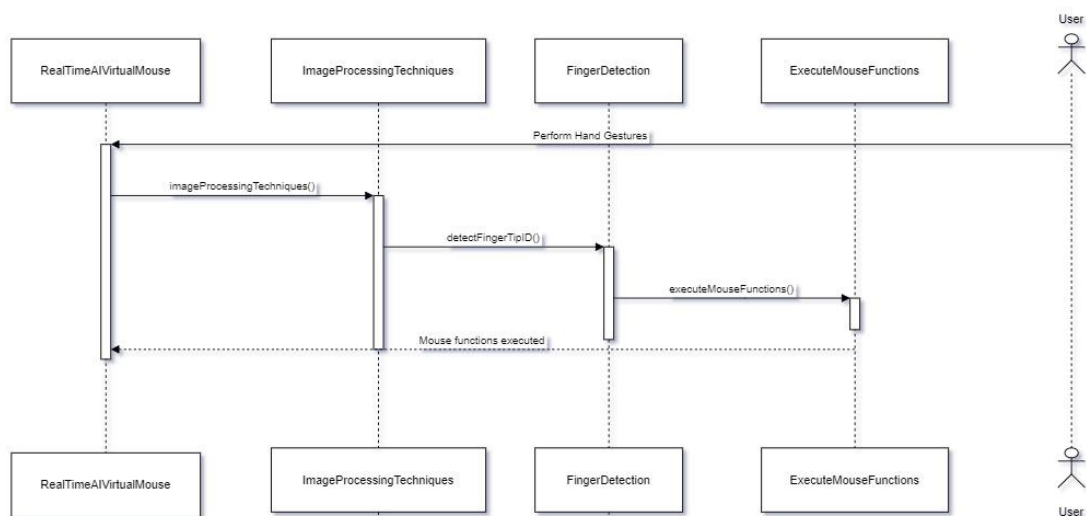 User
RealTimeAIVirtualMouse
ImageProcessingTechniques
FingerDetection
ExecuteMouseFunctions
Perform Hand Gestures
imageProcessingTechniques()
detectFingerTipID()
executeMouseFunctions()
Mouse functions executed
RealTimeAIVirtualMouse
ImageProcessingTechniques
FingerDetection
ExecuteMouseFunctions
User